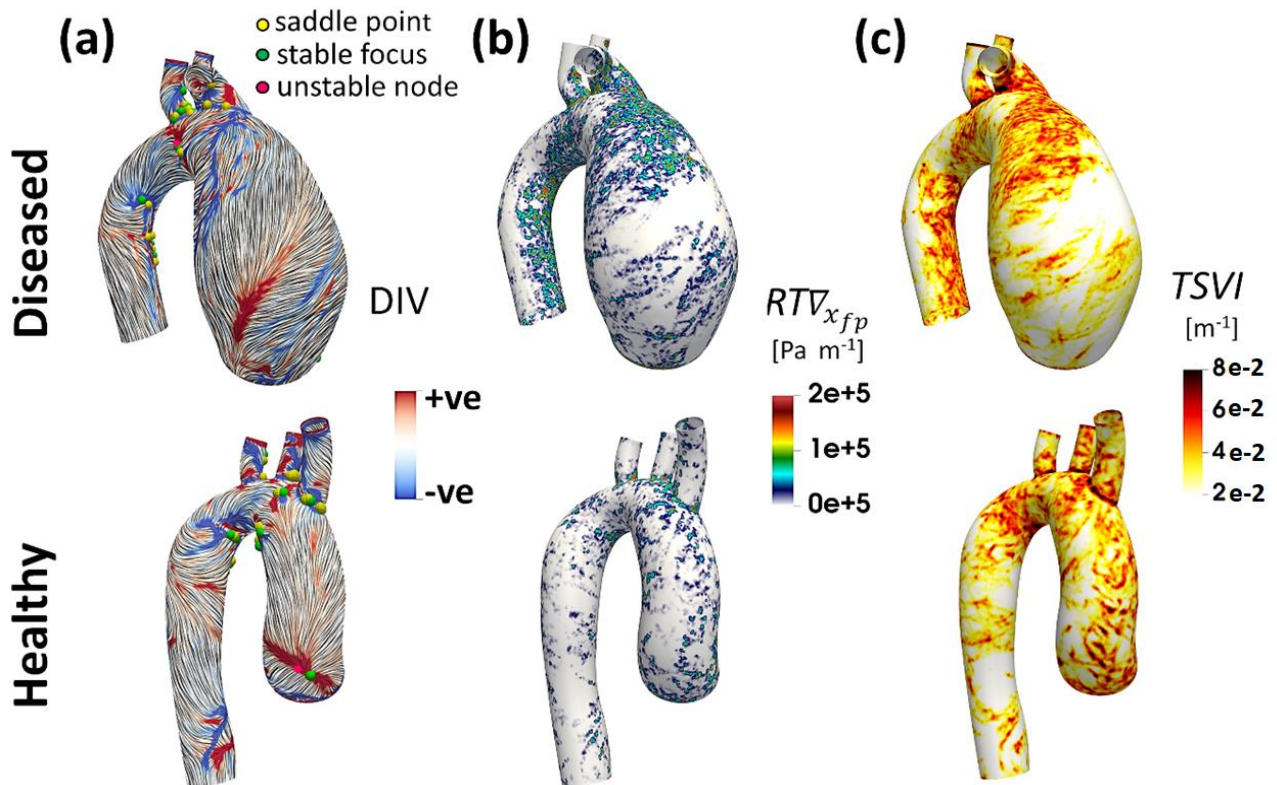 (a)
saddle point
stable focus
unstable node
(b)
(c)
Diseased
DIV
+ve
-ve
RT∇x_fp
[Pa m⁻¹]
2e+5
1e+5
0e+5
TSVI
[m⁻¹]
8e-2
6e-2
4e-2
2e-2
Healthy